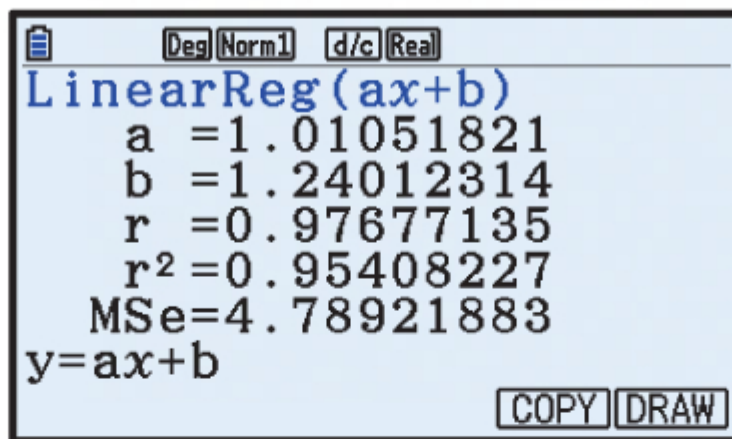 Deg Norm1 d/c Real
LinearReg(ax+b)
a =1.01051821
b =1.24012314
r =0.97677135
r²=0.95408227
MSe=4.78921883
y=ax+b
COPY DRAW